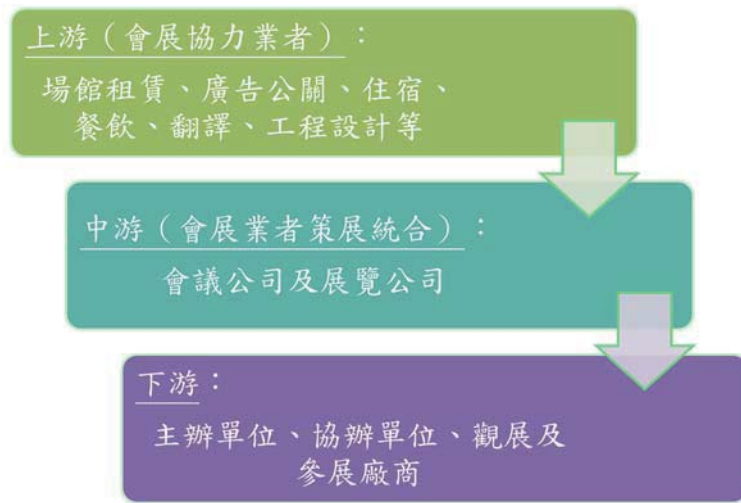 上游（會展協力業者）：
場館租賃、廣告公關、住宿、
餐飲、翻譯、工程設計等
中游（會展業者策展統合）：
會議公司及展覽公司
下游：
主辦單位、協辦單位、觀展及
參展廠商